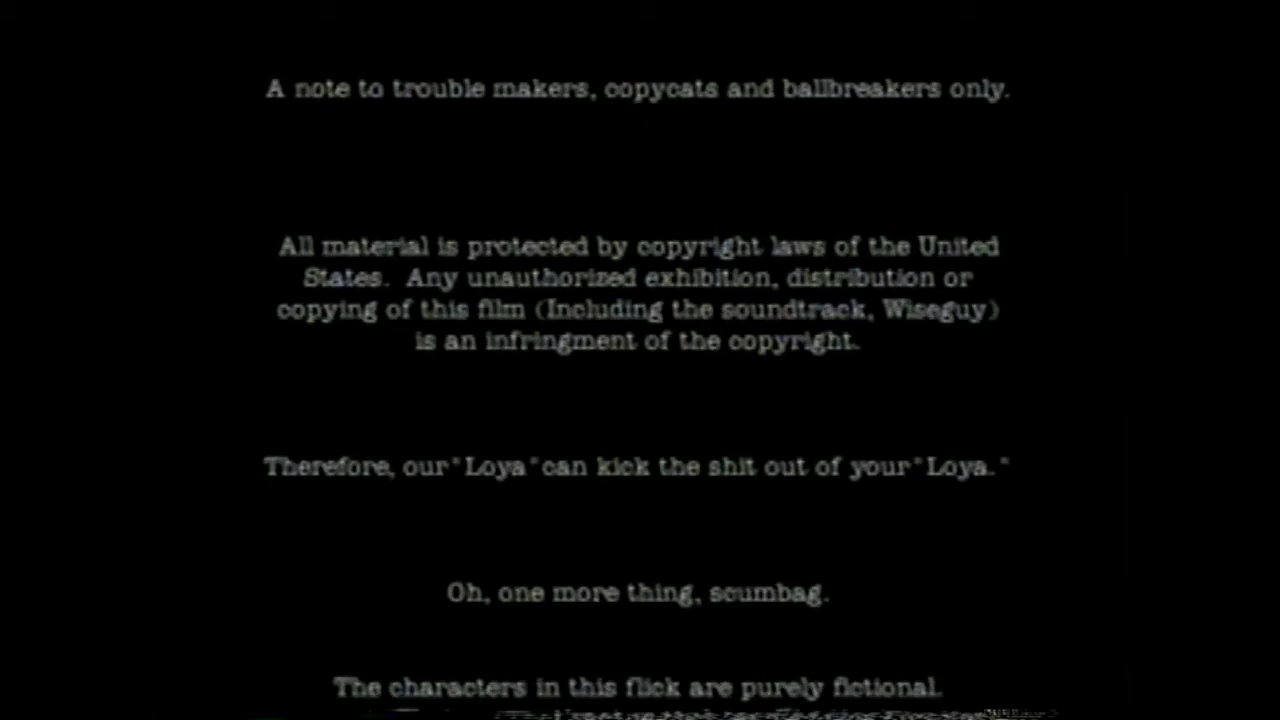 A note to trouble makers, copycats and ballbreakers only.
All material is protected by copyright laws of the United
States. Any unauthorized exhibition, distribution or
copying of this film (Including the soundtrack, Wiseguy)
is an infringment of the copyright.
Therefore, our "Loya" can kick the shit out of your "Loya."
Oh, one more thing, scumbag.
The characters in this flick are purely fictional.